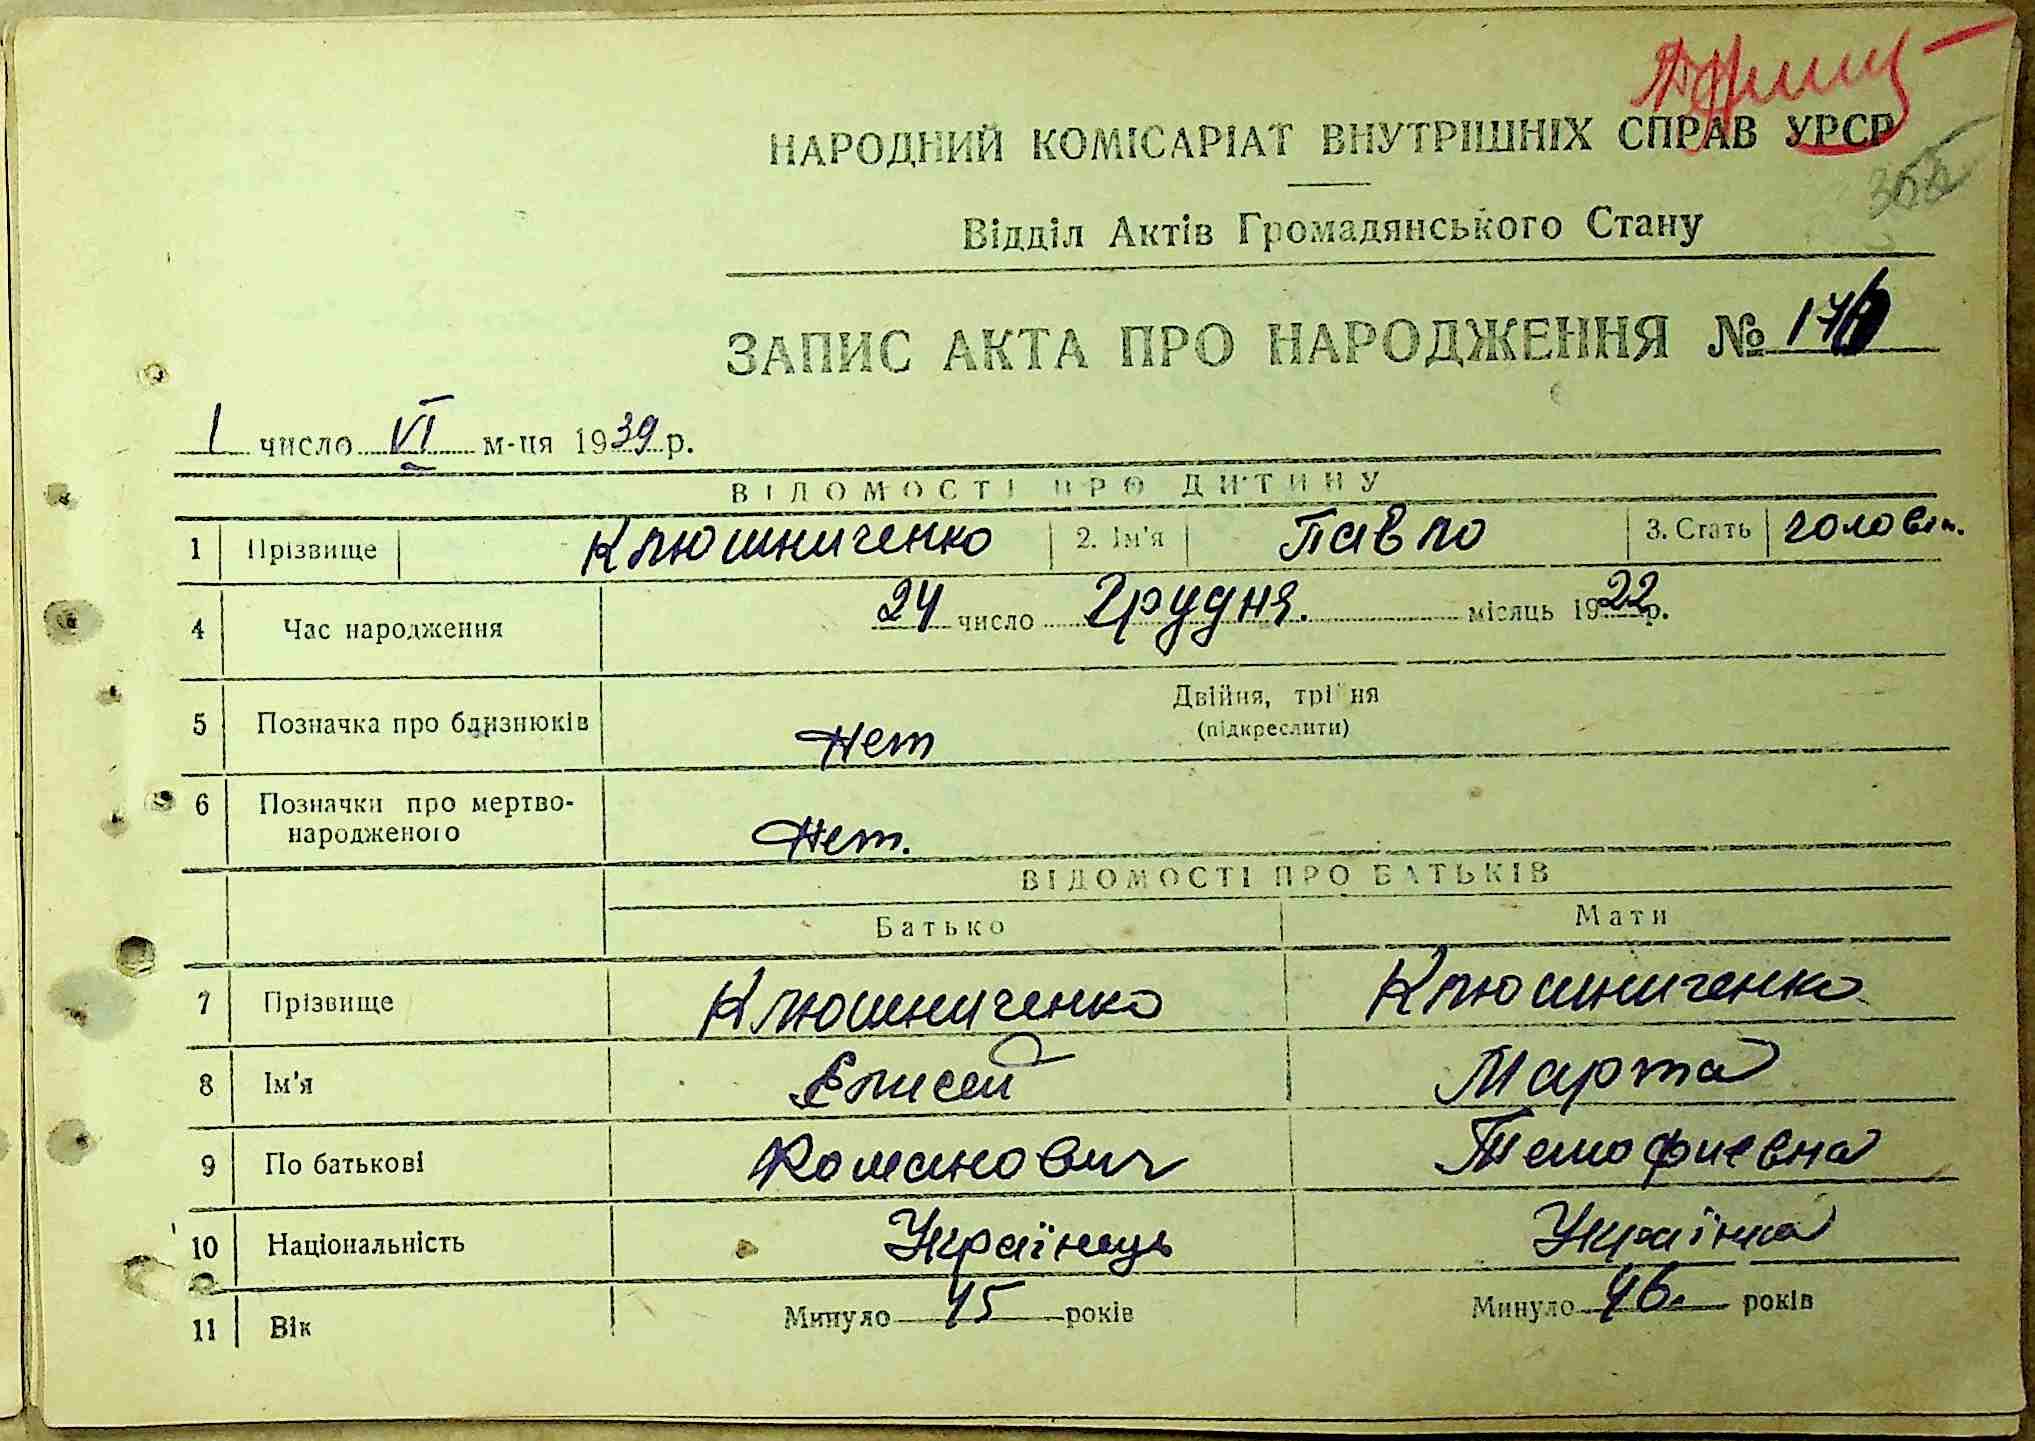 НАРОДНИЙ КОМІСАРІАТ ВНУТРІШНІХ СПРАВ УРСР
Відділ Актів Громадянського Стану
ЗАПИС АКТА ПРО НАРОДЖЕННЯ №
1 число VI м-ця 1939 р.
ВІДОМОСТІ ПРО ДИТИНУ
1 Прізвище Клюшниченко 2. Ім'я Павло 3. Стать чоловіч.
4 Час народження 24 число Грудня. місяць 1922 р.
5 Позначка про близнюків Нет Двійня, трійня
(підкреслити)
6 Позначки про мертво-
народженого Нет.
ВІДОМОСТІ ПРО БАТЬКІВ
Батько Мати
7 Прізвище Клюшниченко Клюшниченко
8 Ім'я Елисей Марта
9 По батькові Романович Темофиевна
10 Національність Українець Українка
11 Вік Минуло 45 років Минуло 46. років